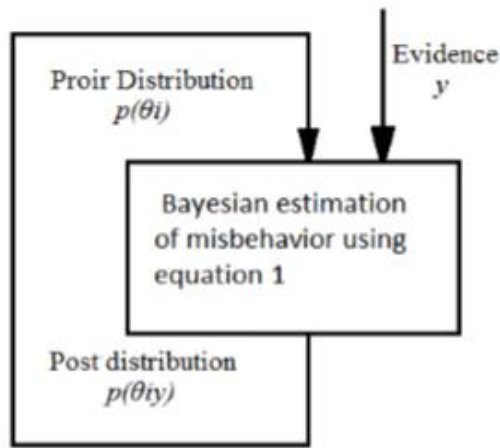 Proir Distribution
p(θi)
Evidence
y
Bayesian estimation
of misbehavior using
equation 1
Post distribution
p(θiy)